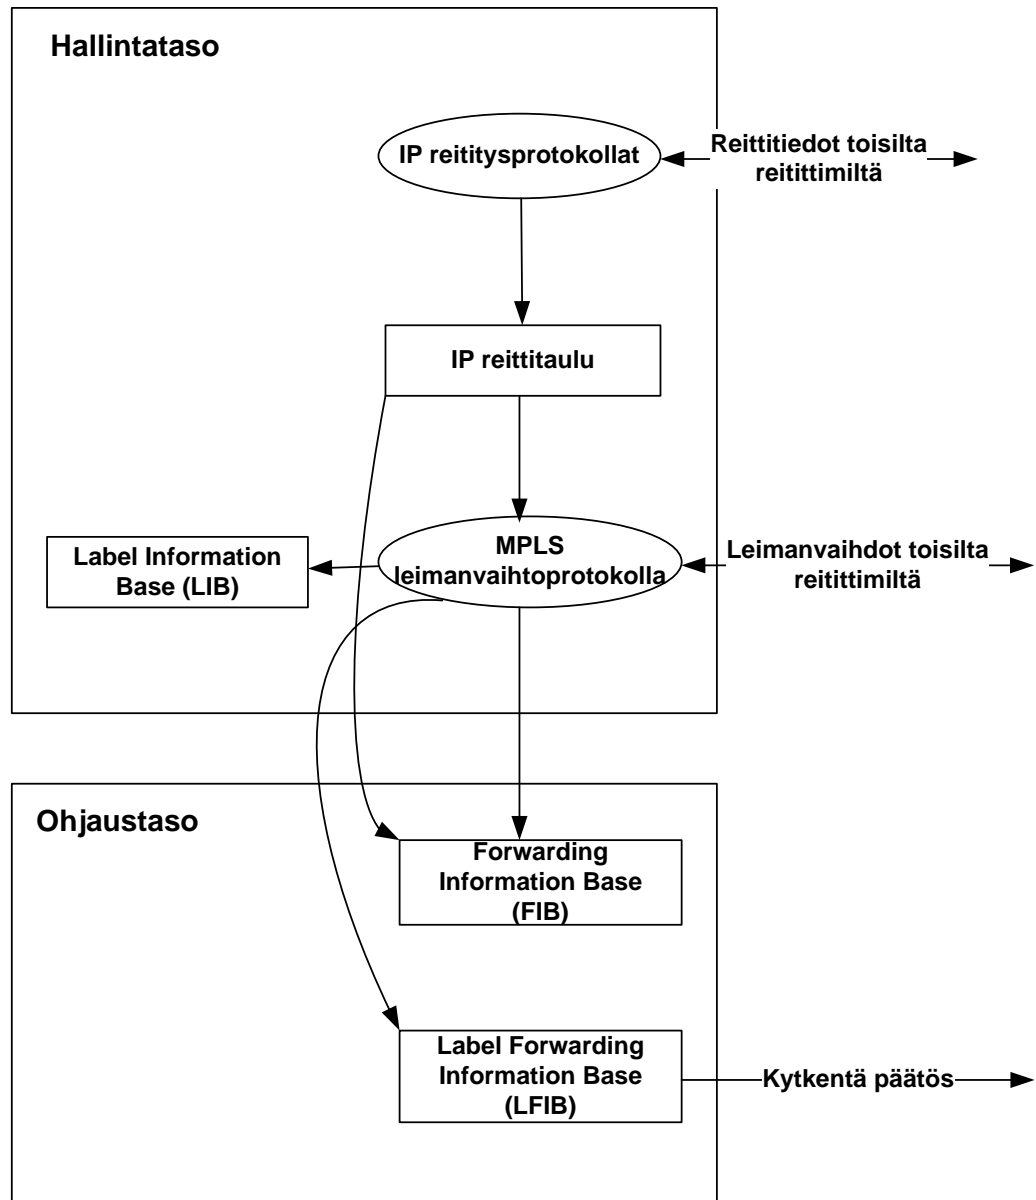 Hallintataso
IP reititysprotokollat
Reittitiedot toisilta
reitittimiltä
IP reittitaulu
Label Information
Base (LIB)
MPLS
leimanvaihtoprotokolla
Leimanvaihdot toisilta
reitittimiltä
Ohjaustaso
Forwarding
Information Base
(FIB)
Label Forwarding
Information Base
(LFIB)
Kytkentä päätös